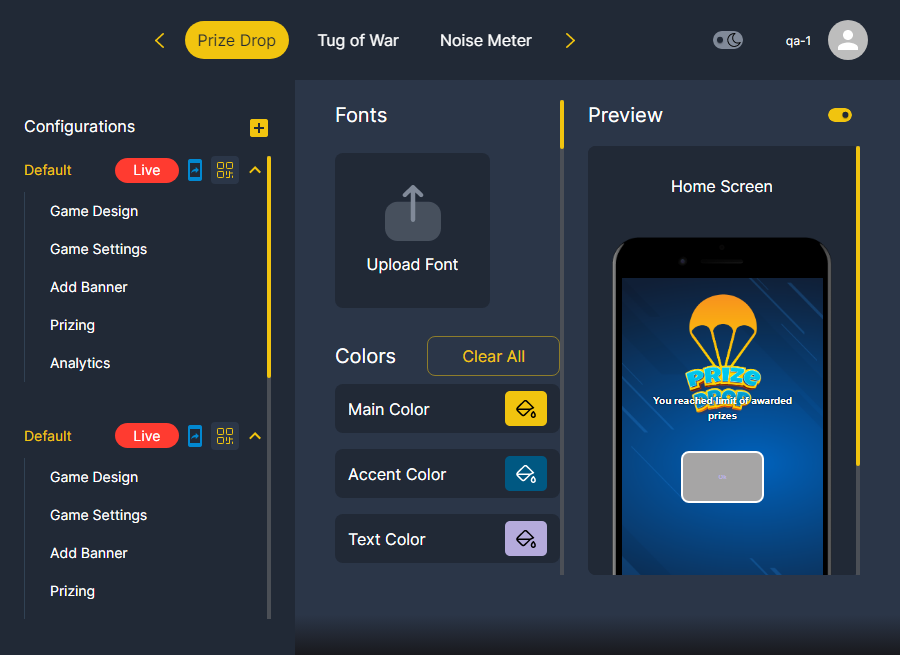 Prize Drop
Tug of War
Noise Meter
qa-1
Configurations
Default
Live
Game Design
Game Settings
Add Banner
Prizing
Analytics
Default
Live
Game Design
Game Settings
Add Banner
Prizing
Fonts
Upload Font
Colors
Clear All
Main Color
Accent Color
Text Color
Preview
Home Screen
PRIZE
DROP
You reached limit of awarded
prizes